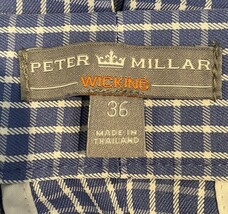 PETER MILLAR
WICKING
36
MADE IN
THAILAND